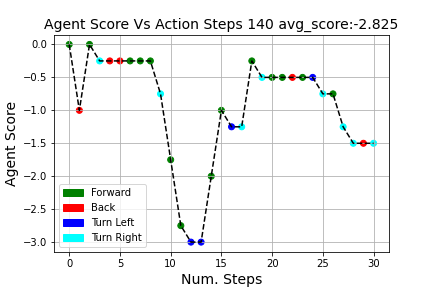 Agent Score Vs Action Steps 140 avg_score:-2.825
Agent Score
0.0
−0.5
−1.0
−1.5
−2.0
−2.5
−3.0
Forward
Back
Turn Left
Turn Right
0 5 10 15 20 25 30
Num. Steps